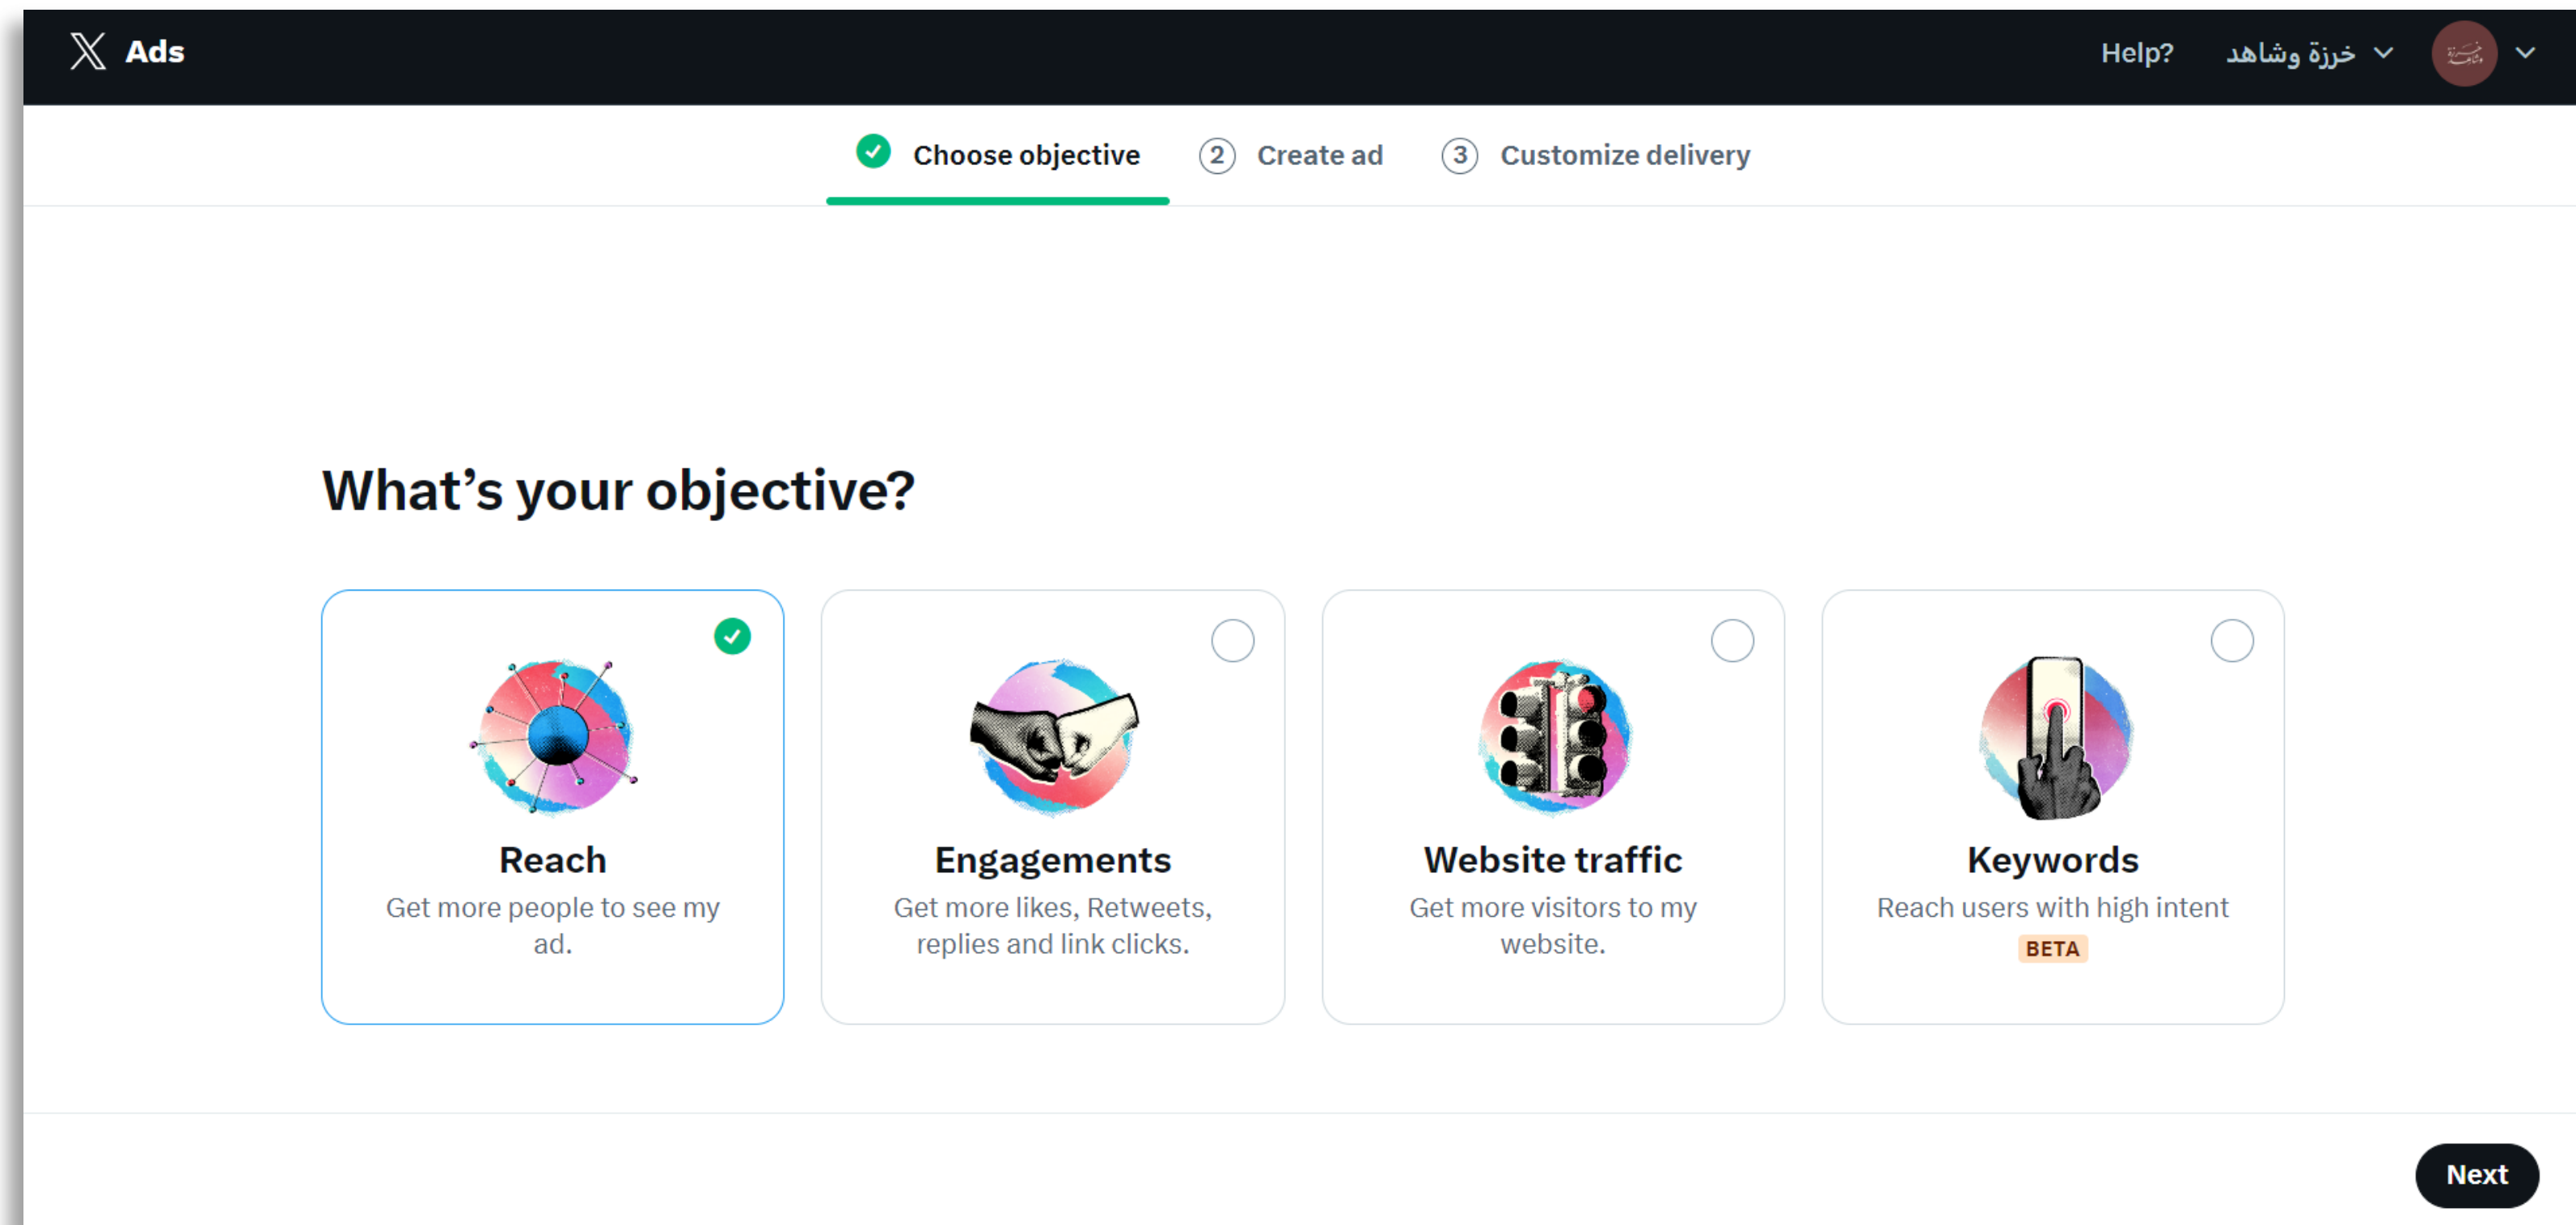 X Ads
Help?
خرزة وشاهد
Choose objective
2 Create ad
3 Customize delivery
What’s your objective?
Reach
Get more people to see my
ad.
Engagements
Get more likes, Retweets,
replies and link clicks.
Website traffic
Get more visitors to my
website.
Keywords
Reach users with high intent
BETA
Next